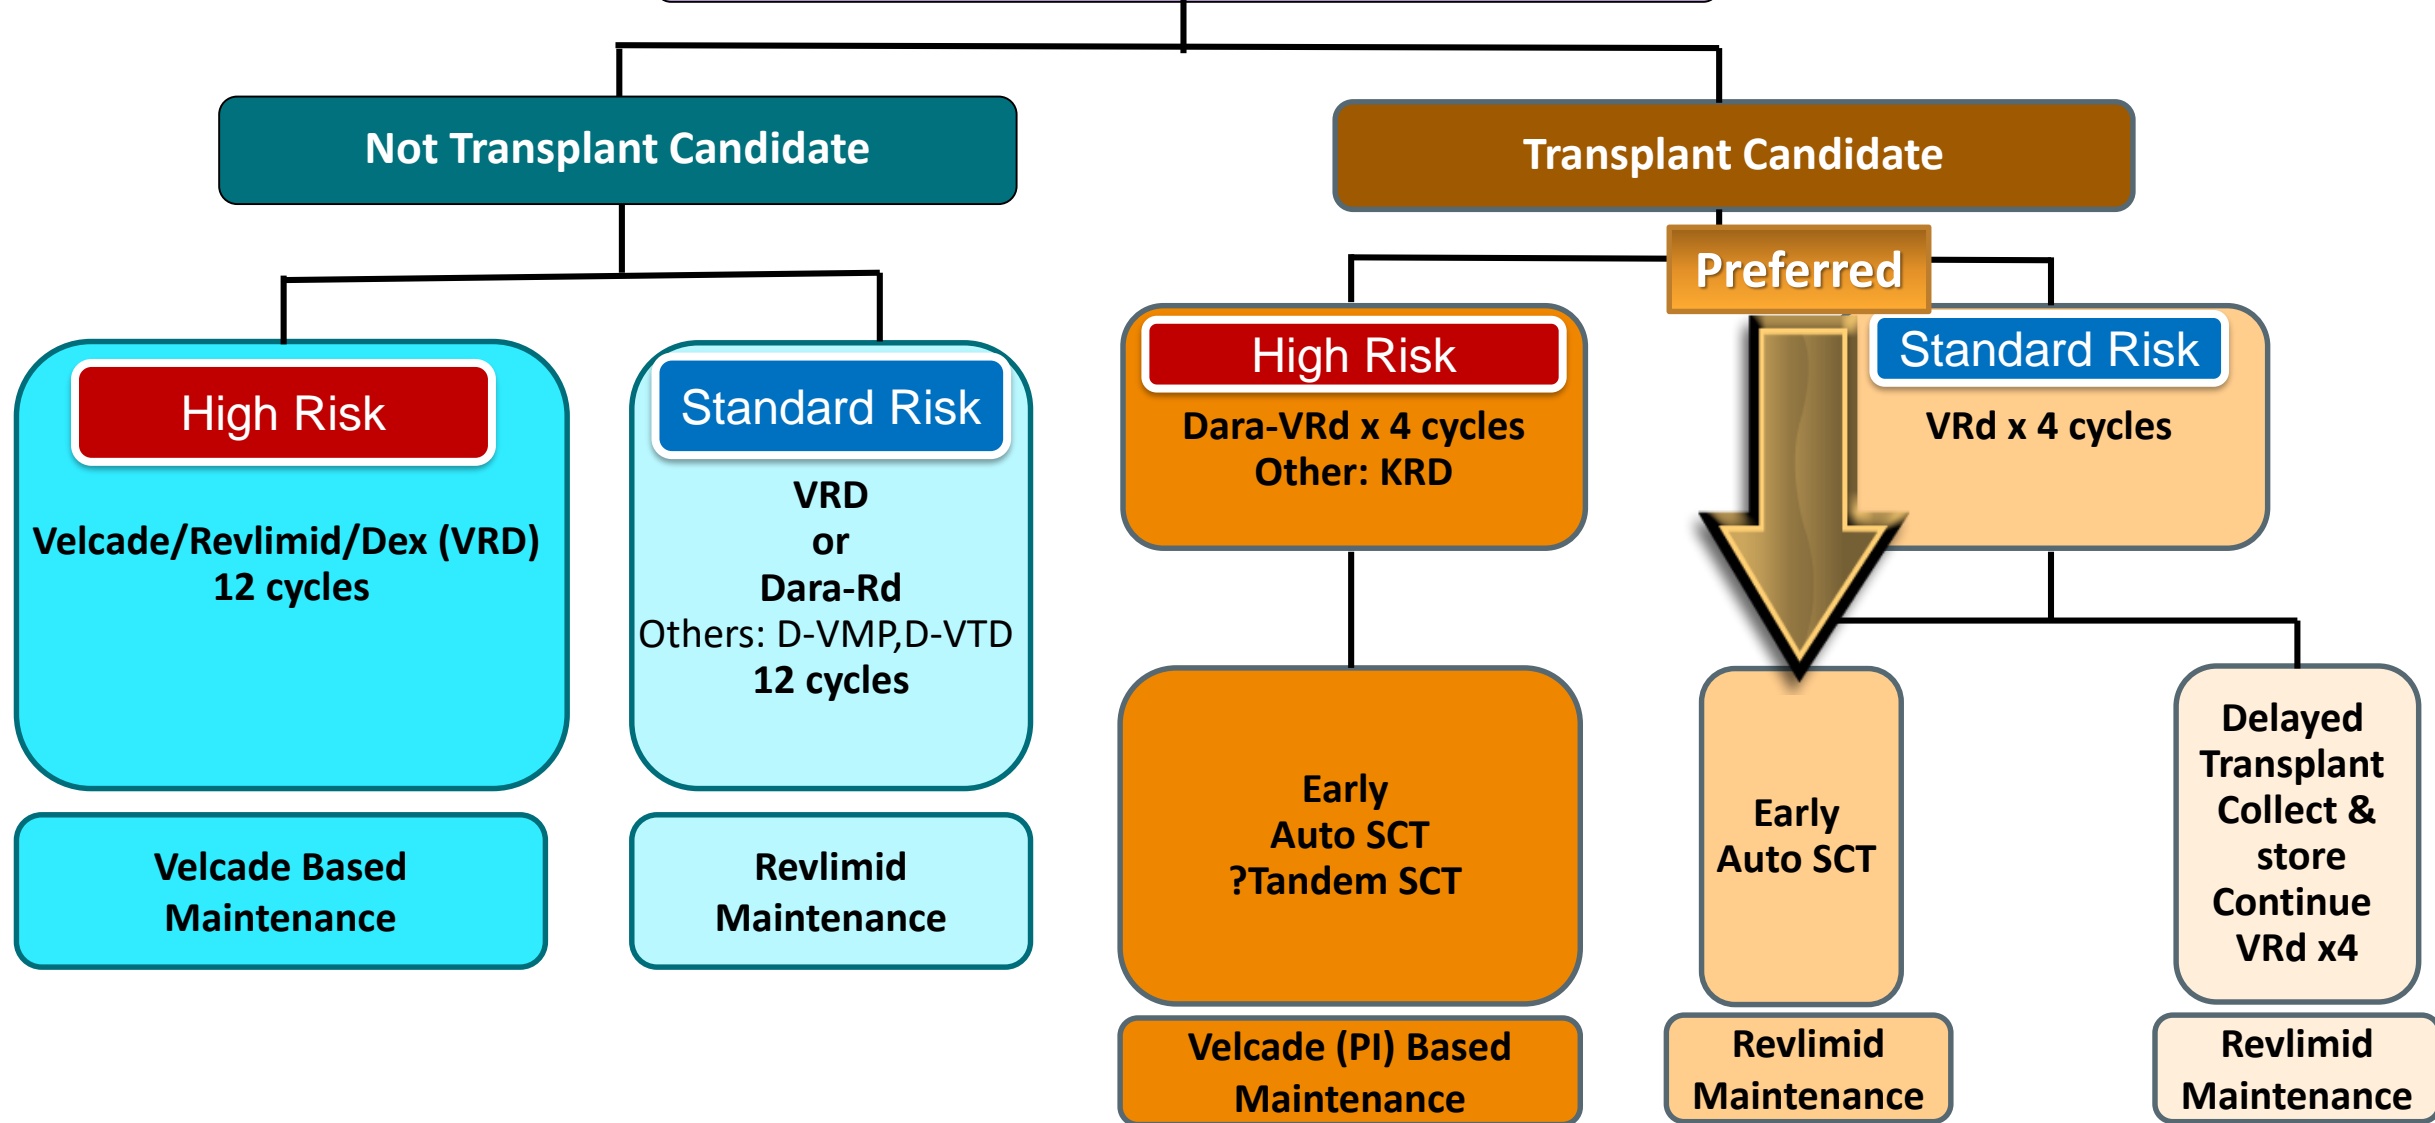 Not Transplant Candidate
Transplant Candidate
Preferred
High Risk
Velcade/Revlimid/Dex (VRD)
12 cycles
Standard Risk
VRD
or
Dara-Rd
Others: D-VMP,D-VTD
12 cycles
High Risk
Dara-VRd x 4 cycles
Other: KRD
Standard Risk
VRd x 4 cycles
Velcade Based
Maintenance
Revlimid
Maintenance
Early
Auto SCT
?Tandem SCT
Early
Auto SCT
Delayed
Transplant
Collect &
store
Continue
VRd x4
Velcade (PI) Based
Maintenance
Revlimid
Maintenance
Revlimid
Maintenance